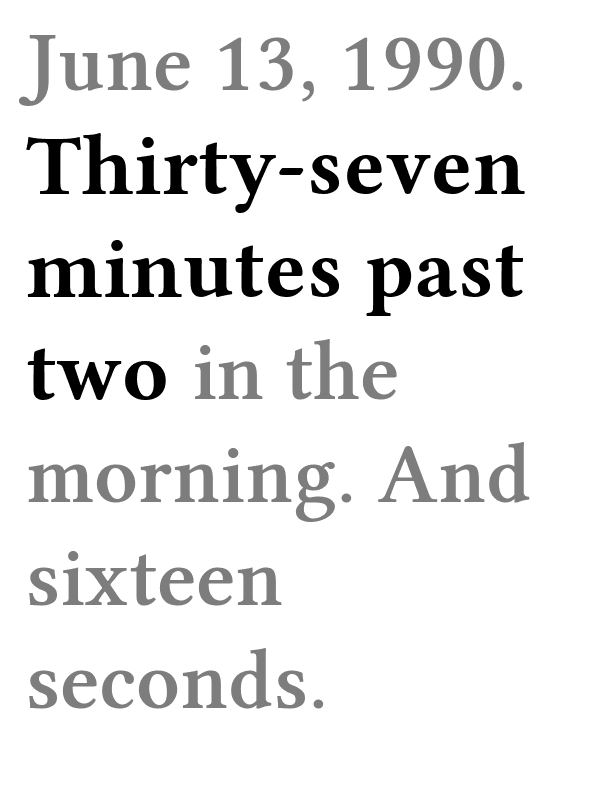 June 13, 1990.
Thirty-seven
minutes past
two in the
morning. And
sixteen
seconds.